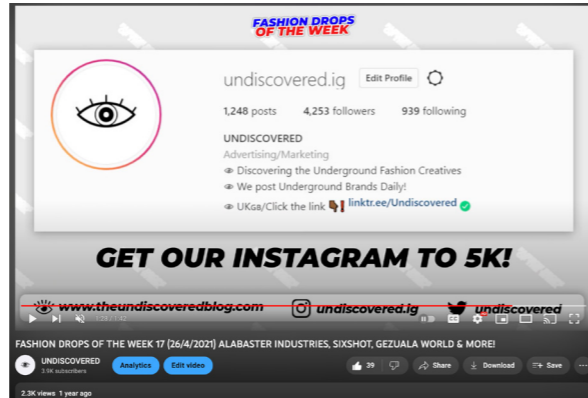 FASHION DROPS
OF THE WEEK
undiscovered.ig Edit Profile
1,248 posts 4,253 followers 939 following
UNDISCOVERED
Advertising/Marketing
Discovering the Underground Fashion Creatives
We post Underground Brands Daily!
UKGB/Click the link linktr.ee/Undiscovered
GET OUR INSTAGRAM TO 5K!
www.theundiscoveredblog.com undiscovered.ig undiscovered
CC
FASHION DROPS OF THE WEEK 17 (26/4/2021) ALABASTER INDUSTRIES, SIXSHOT, GEZUALA WORLD & MORE!
UNDISCOVERED
3.9K subscribers
Analytics Edit video 39 Share Download Save
2.3K views 1 year ago